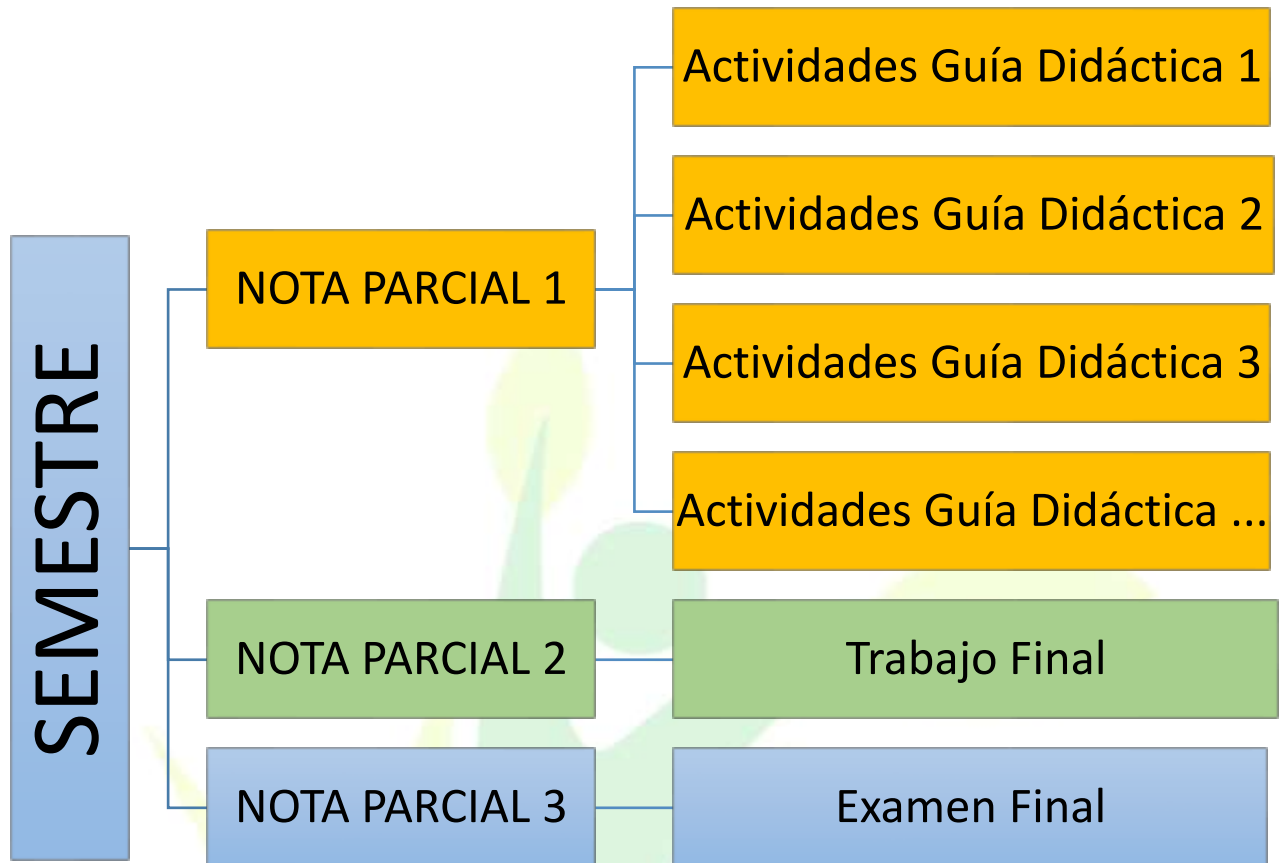 SEMESTRE
NOTA PARCIAL 1
Actividades Guía Didáctica 1
Actividades Guía Didáctica 2
Actividades Guía Didáctica 3
Actividades Guía Didáctica ...
NOTA PARCIAL 2
Trabajo Final
NOTA PARCIAL 3
Examen Final